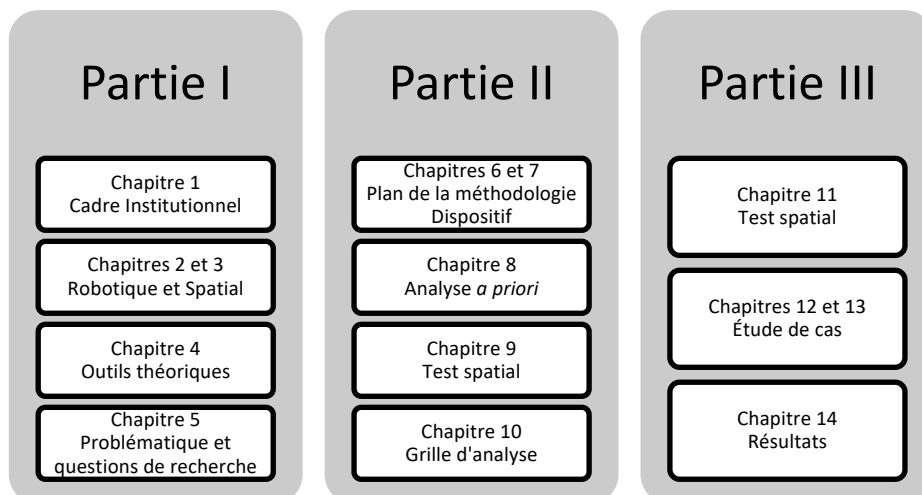 Partie I
Chapitre 1
Cadre Institutionnel
Chapitres 2 et 3
Robotique et Spatial
Chapitre 4
Outils théoriques
Chapitre 5
Problématique et
questions de recherche
Partie II
Chapitres 6 et 7
Plan de la méthodologie
Dispositif
Chapitre 8
Analyse a priori
Chapitre 9
Test spatial
Chapitre 10
Grille d'analyse
Partie III
Chapitre 11
Test spatial
Chapitres 12 et 13
Étude de cas
Chapitre 14
Résultats